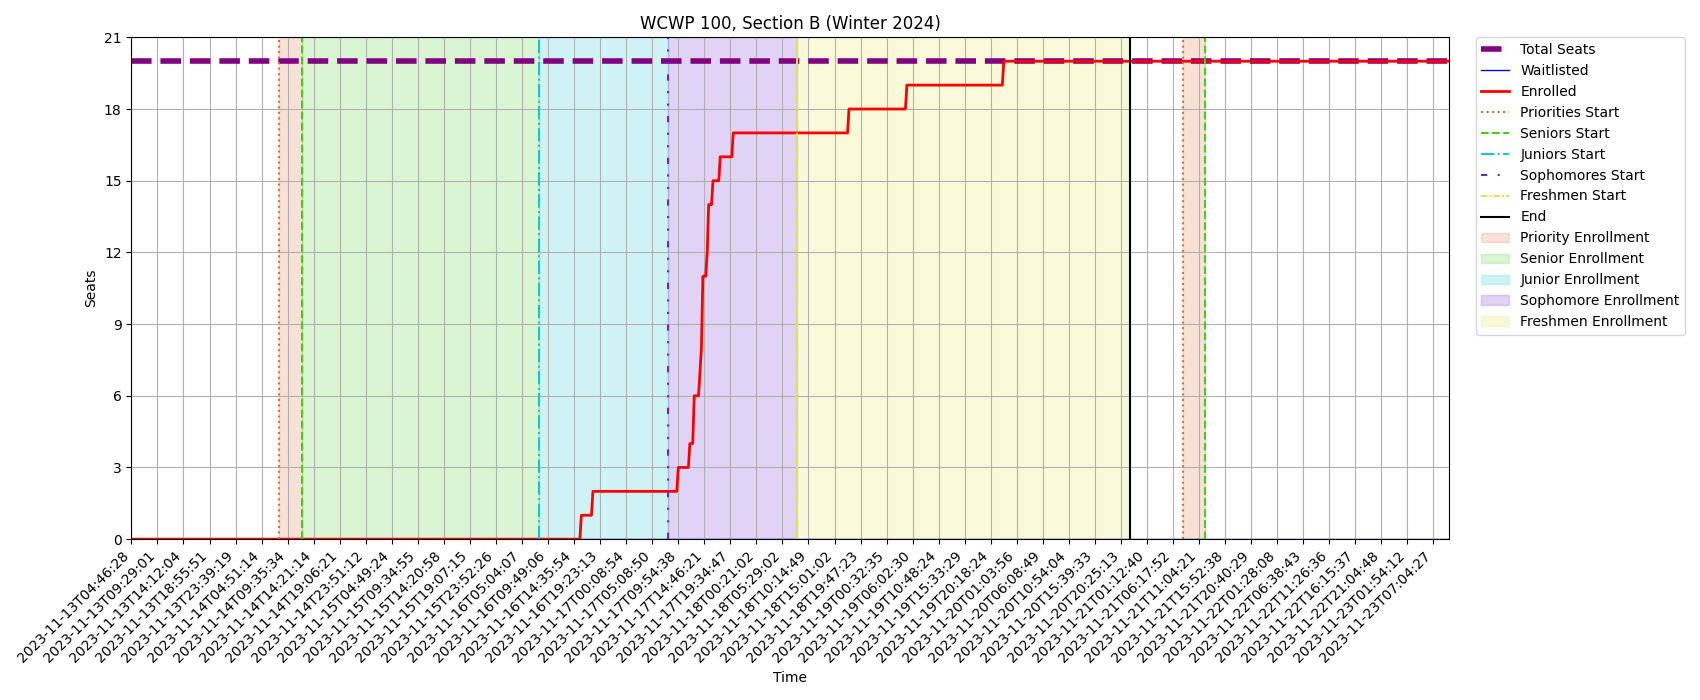 WCWP 100, Section B (Winter 2024)
21
18
15
12
9
6
3
0
Seats
2023-11-13T04:46:28
2023-11-13T09:29:01
2023-11-13T14:12:04
2023-11-13T18:55:51
2023-11-13T23:39:19
2023-11-14T04:51:14
2023-11-14T09:35:34
2023-11-14T14:21:14
2023-11-14T19:06:21
2023-11-14T23:51:12
2023-11-15T04:49:24
2023-11-15T09:34:55
2023-11-15T14:20:58
2023-11-15T19:07:15
2023-11-15T23:52:26
2023-11-16T05:04:07
2023-11-16T09:49:06
2023-11-16T14:35:54
2023-11-16T19:23:13
2023-11-17T00:08:54
2023-11-17T05:08:50
2023-11-17T09:54:38
2023-11-17T14:46:21
2023-11-17T19:34:47
2023-11-18T00:21:02
2023-11-18T05:29:02
2023-11-18T10:14:49
2023-11-18T15:01:02
2023-11-18T19:47:23
2023-11-19T00:32:35
2023-11-19T06:02:30
2023-11-19T10:48:24
2023-11-19T15:33:29
2023-11-19T20:18:24
2023-11-20T01:03:56
2023-11-20T06:08:49
2023-11-20T10:54:04
2023-11-20T15:39:33
2023-11-20T20:25:13
2023-11-21T01:12:40
2023-11-21T06:17:52
2023-11-21T11:04:21
2023-11-21T15:52:38
2023-11-21T20:40:29
2023-11-22T01:28:08
2023-11-22T06:38:43
2023-11-22T11:26:36
2023-11-22T16:15:37
2023-11-22T21:04:48
2023-11-23T01:54:12
2023-11-23T07:04:27
Time
Total Seats
Waitlisted
Enrolled
Priorities Start
Seniors Start
Juniors Start
Sophomores Start
Freshmen Start
End
Priority Enrollment
Senior Enrollment
Junior Enrollment
Sophomore Enrollment
Freshmen Enrollment